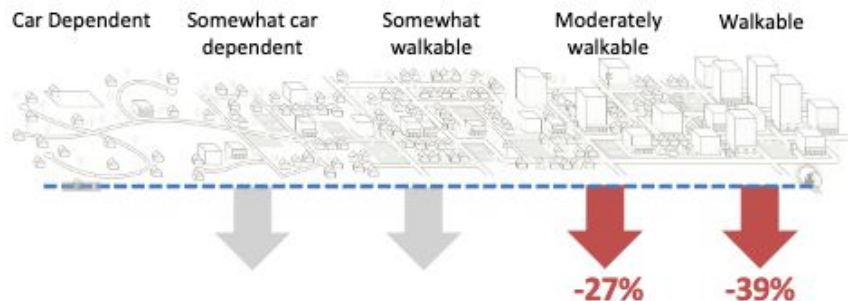 Car Dependent
Somewhat car
dependent
Somewhat
walkable
Moderately
walkable
Walkable
-27%
-39%